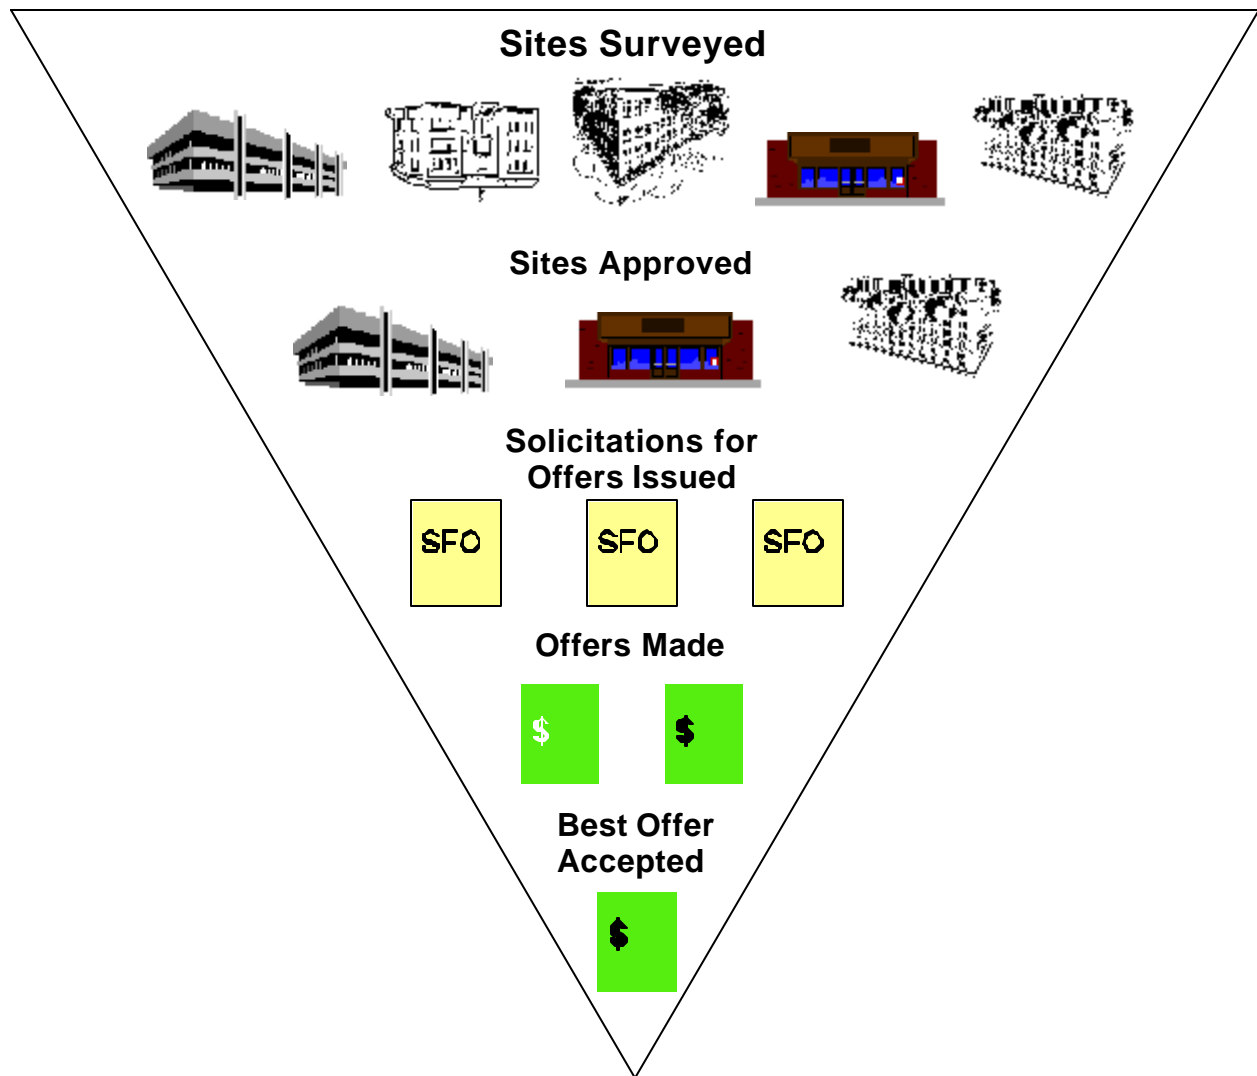 Sites Surveyed
Sites Approved
Solicitations for
Offers Issued
SFO SFO SFO
Offers Made
$ $
Best Offer
Accepted
$